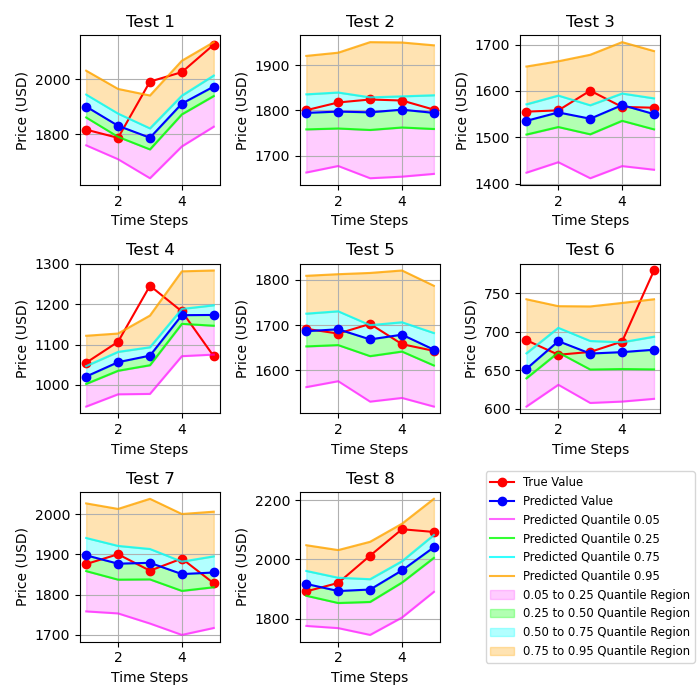 Test 1
Price (USD)
2000
1800
2
4
Time Steps
Test 2
Price (USD)
1900
1800
1700
2
4
Time Steps
Test 3
Price (USD)
1700
1600
1500
1400
2
4
Time Steps
Test 4
Price (USD)
1300
1200
1100
1000
2
4
Time Steps
Test 5
Price (USD)
1800
1700
1600
2
4
Time Steps
Test 6
Price (USD)
750
700
650
600
2
4
Time Steps
Test 7
Price (USD)
2000
1900
1800
1700
2
4
Time Steps
Test 8
Price (USD)
2200
2000
1800
2
4
Time Steps
True Value
Predicted Value
Predicted Quantile 0.05
Predicted Quantile 0.25
Predicted Quantile 0.75
Predicted Quantile 0.95
0.05 to 0.25 Quantile Region
0.25 to 0.50 Quantile Region
0.50 to 0.75 Quantile Region
0.75 to 0.95 Quantile Region